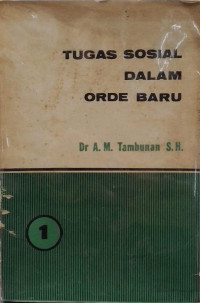 TUGAS SOSIAL
DALAM
ORDE BARU
Dr A. M. Tambunan S.H.
1